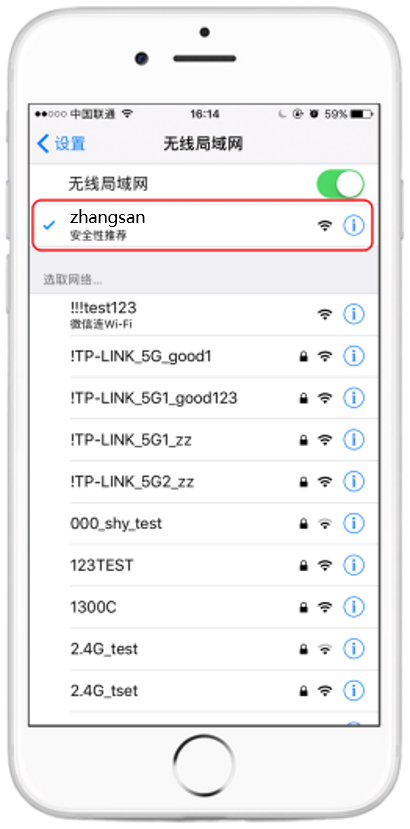 中国联通 16:14 59%
设置 无线局域网
无线局域网
zhangsan
安全性推荐
选取网络...
!!!test123
微信连Wi-Fi
!TP-LINK_5G_good1
!TP-LINK_5G1_good123
!TP-LINK_5G1_zz
!TP-LINK_5G2_zz
000_shy_test
123TEST
1300C
2.4G_test
2.4G_tset